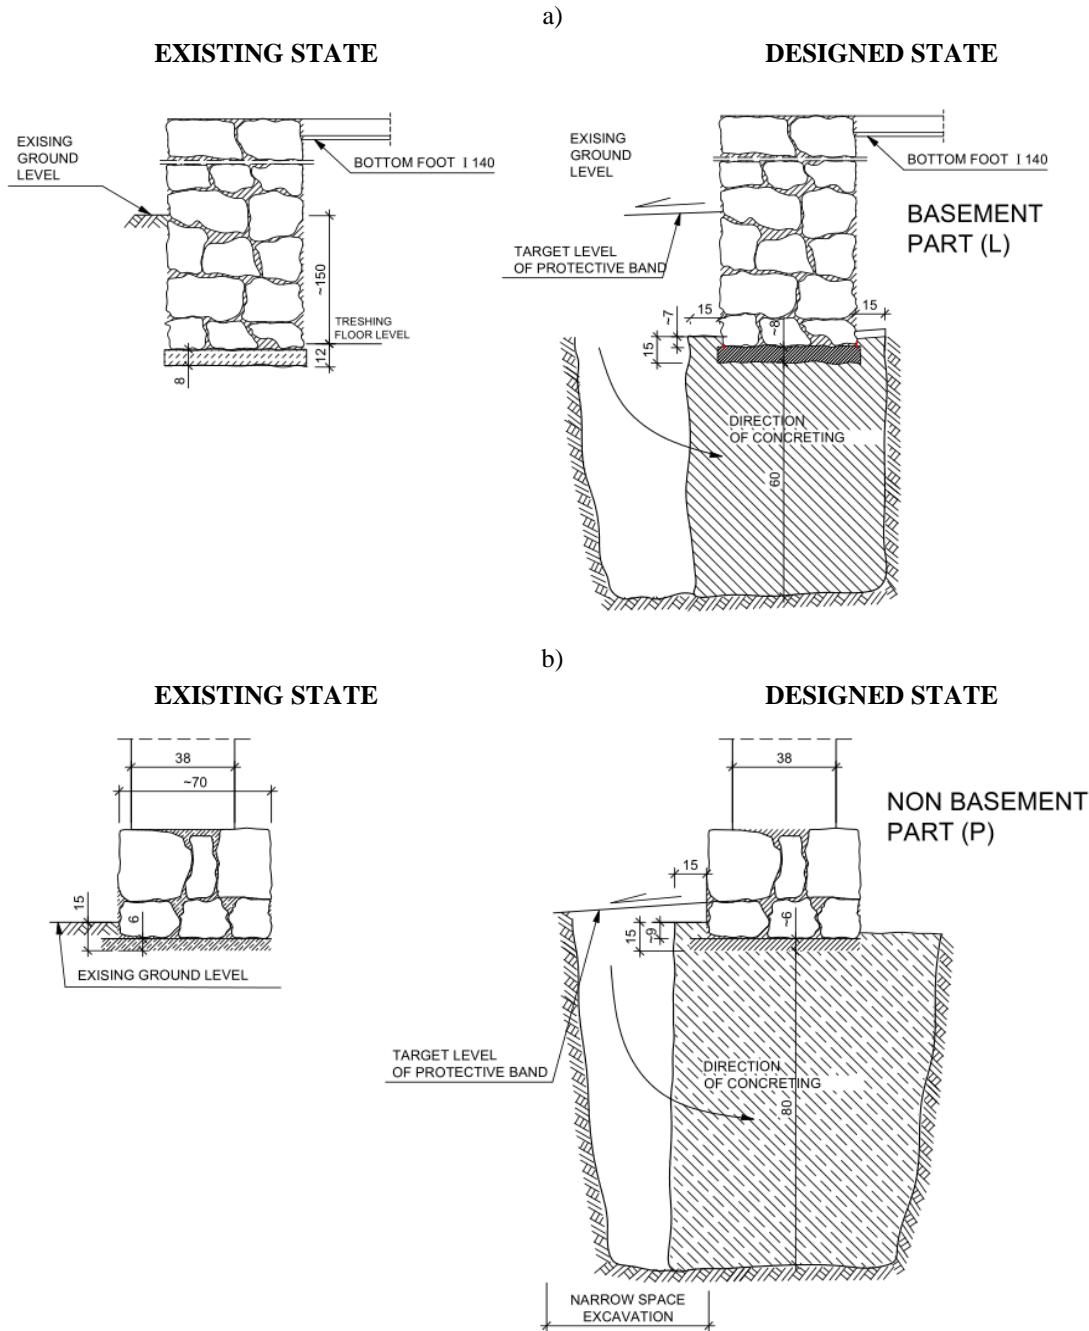 a)
EXISTING STATE
DESIGNED STATE
EXISING
GROUND
LEVEL
BOTTOM FOOT I 140
~150
TRESHING
FLOOR LEVEL
12
8
EXISING
GROUND
LEVEL
BOTTOM FOOT I 140
BASEMENT
PART (L)
TARGET LEVEL
OF PROTECTIVE BAND
15
15
~7
~8
15
DIRECTION
OF CONCRETING
60
b)
EXISTING STATE
DESIGNED STATE
38
~70
15
6
EXISING GROUND LEVEL
38
NON BASEMENT
PART (P)
15
~6
15
~9
TARGET LEVEL
OF PROTECTIVE BAND
DIRECTION
OF CONCRETING
80
NARROW SPACE
EXCAVATION